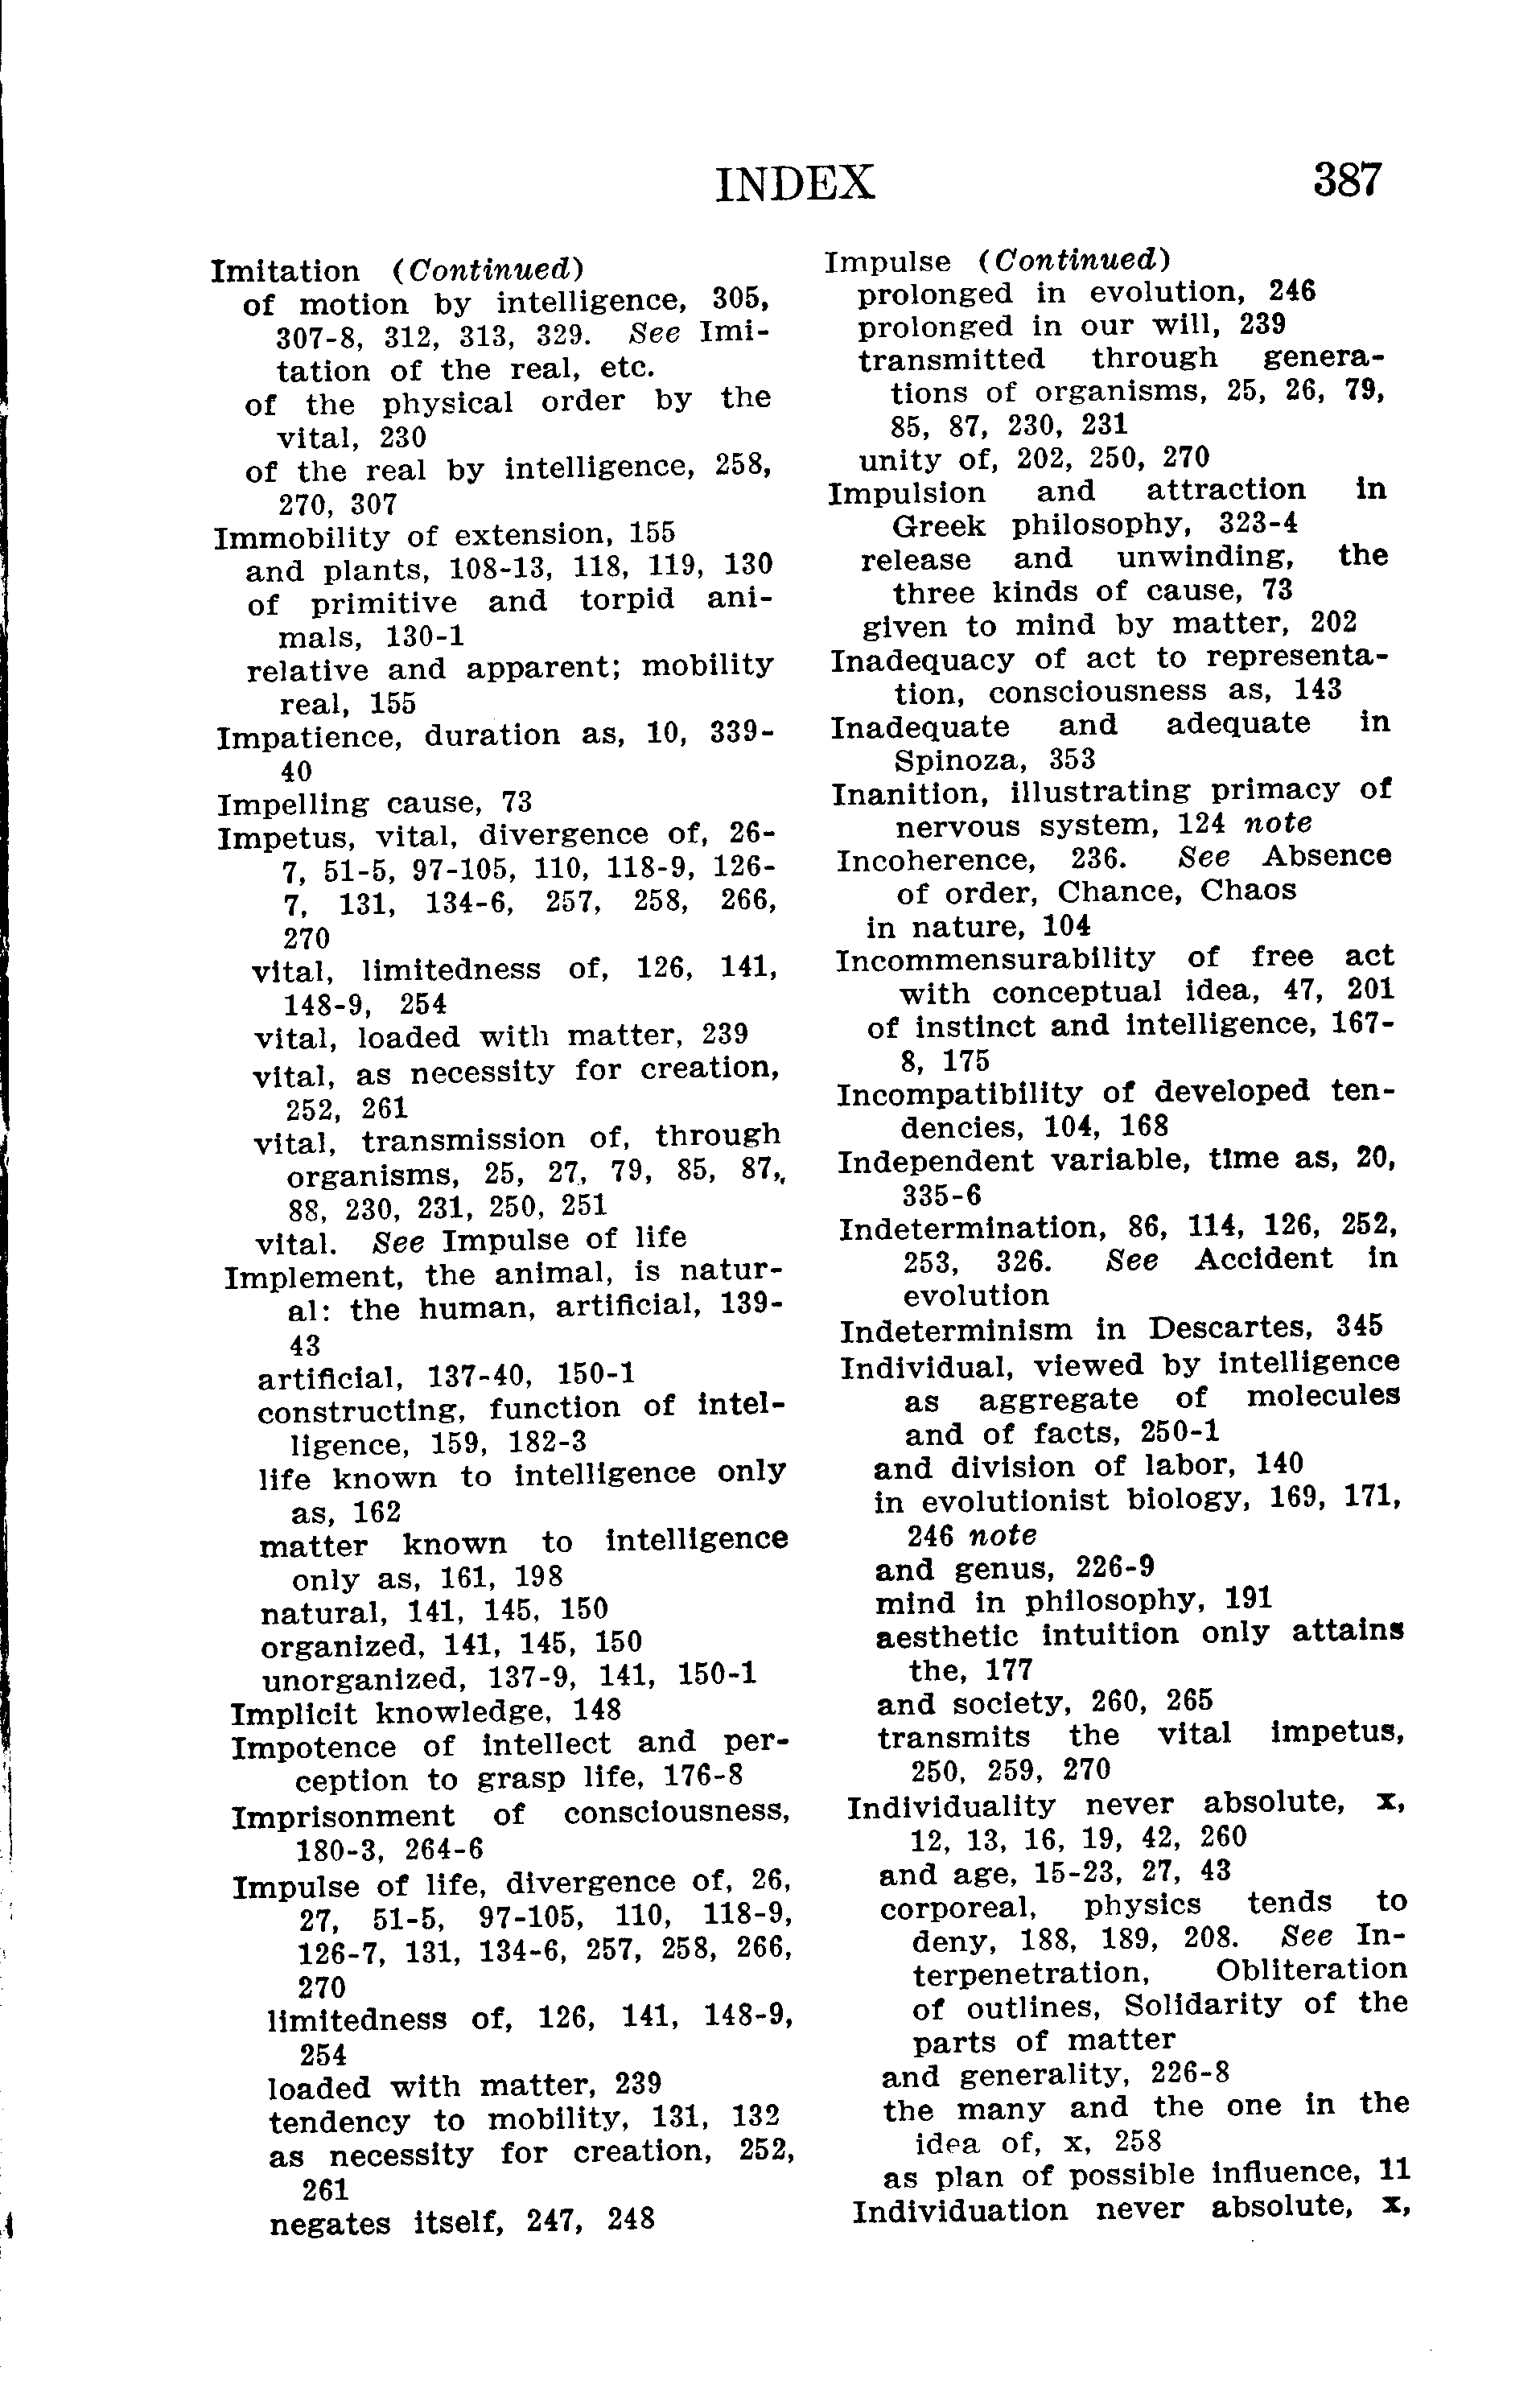 INDEX 387
Imitation (Continued)
of motion by intelligence, 305,
307-8, 312, 313, 329. See Imi-
tation of the real, etc.
of the physical order by the
vital, 230
of the real by intelligence, 258,
270, 307
Immobility of extension, 155
and plants, 108-13, 118, 119, 130
of primitive and torpid ani-
mals, 130-1
relative and apparent; mobility
real, 155
Impatience, duration as, 10, 339-
40
Impelling cause, 73
Impetus, vital, divergence of, 26-
7, 51-5, 97-105, 110, 118-9, 126-
7, 131, 134-6, 257, 258, 266,
270
vital, limitedness of, 126, 141,
148-9, 254
vital, loaded with matter, 239
vital, as necessity for creation,
252, 261
vital, transmission of, through
organisms, 25, 27, 79, 85, 87,
88, 230, 231, 250, 251
vital. See Impulse of life
Implement, the animal, is natur-
al: the human, artificial, 139-
43
artificial, 137-40, 150-1
constructing, function of intel-
ligence, 159, 182-3
life known to intelligence only
as, 162
matter known to intelligence
only as, 161, 198
natural, 141, 145, 150
organized, 141, 145, 150
unorganized, 137-9, 141, 150-1
Implicit knowledge, 148
Impotence of intellect and per-
ception to grasp life, 176-8
Imprisonment of consciousness,
180-3, 264-6
Impulse of life, divergence of, 26,
27, 51-5, 97-105, 110, 118-9,
126-7, 131, 134-6, 257, 258, 266,
270
limitedness of, 126, 141, 148-9,
254
loaded with matter, 239
tendency to mobility, 131, 132
as necessity for creation, 252,
261
negates itself, 247, 248
Impulse (Continued)
prolonged in evolution, 246
prolonged in our will, 239
transmitted through genera-
tions of organisms, 25, 26, 79,
85, 87, 230, 231
unity of, 202, 250, 270
Impulsion and attraction in
Greek philosophy, 323-4
release and unwinding, the
three kinds of cause, 73
given to mind by matter, 202
Inadequacy of act to representa-
tion, consciousness as, 143
Inadequate and adequate in
Spinoza, 353
Inanition, illustrating primacy of
nervous system, 124 note
Incoherence, 236. See Absence
of order, Chance, Chaos
in nature, 104
Incommensurability of free act
with conceptual idea, 47, 201
of instinct and intelligence, 167-
8, 175
Incompatibility of developed ten-
dencies, 104, 168
Independent variable, time as, 20,
335-6
Indetermination, 86, 114, 126, 252,
253, 326. See Accident in
evolution
Indeterminism in Descartes, 345
Individual, viewed by intelligence
as aggregate of molecules
and of facts, 250-1
and division of labor, 140
in evolutionist biology, 169, 171,
246 note
and genus, 226-9
mind in philosophy, 191
aesthetic intuition only attains
the, 177
and society, 260, 265
transmits the vital impetus,
250, 259, 270
Individuality never absolute, x,
12, 13, 16, 19, 42, 260
and age, 15-23, 27, 43
corporeal, physics tends to
deny, 188, 189, 208. See In-
terpenetration, Obliteration
of outlines, Solidarity of the
parts of matter
and generality, 226-8
the many and the one in the
idea of, x, 258
as plan of possible influence, 11
Individuation never absolute, x,